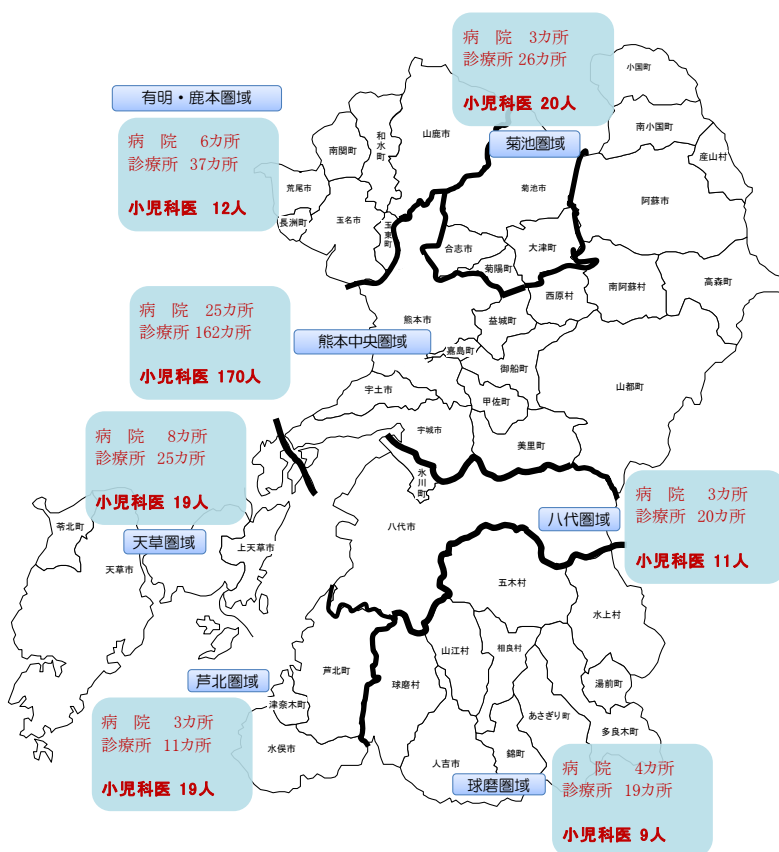 病　院　3カ所
診療所 26カ所
小児科医 20人
小国町
有明・鹿本圏域
南小国町
和水町
山鹿市
菊池圏域
産山村
病　院　6カ所
診療所 37カ所
小児科医 12人
南関町
荒尾市
菊池市
阿蘇市
長洲町
玉名市
玉東町
合志市
大津町
菊陽町
西原村
南阿蘇村
高森町
病　院　25カ所
診療所 162カ所
小児科医 170人
熊本市
益城町
熊本中央圏域
嘉島町
御船町
宇土市
甲佐町
山都町
病　院　8カ所
診療所 25カ所
小児科医 19人
宇城市
美里町
氷川町
病　院　3カ所
診療所 20カ所
小児科医 11人
八代圏域
苓北町
八代市
天草圏域
上天草市
天草市
五木村
水上村
山江村
相良村
芦北町
芦北圏域
球磨村
湯前町
津奈木町
あさぎり町
多良木町
病　院　3カ所
診療所 11カ所
小児科医 19人
水俣市
錦町
人吉市
球磨圏域
病　院　4カ所
診療所 19カ所
小児科医 9人